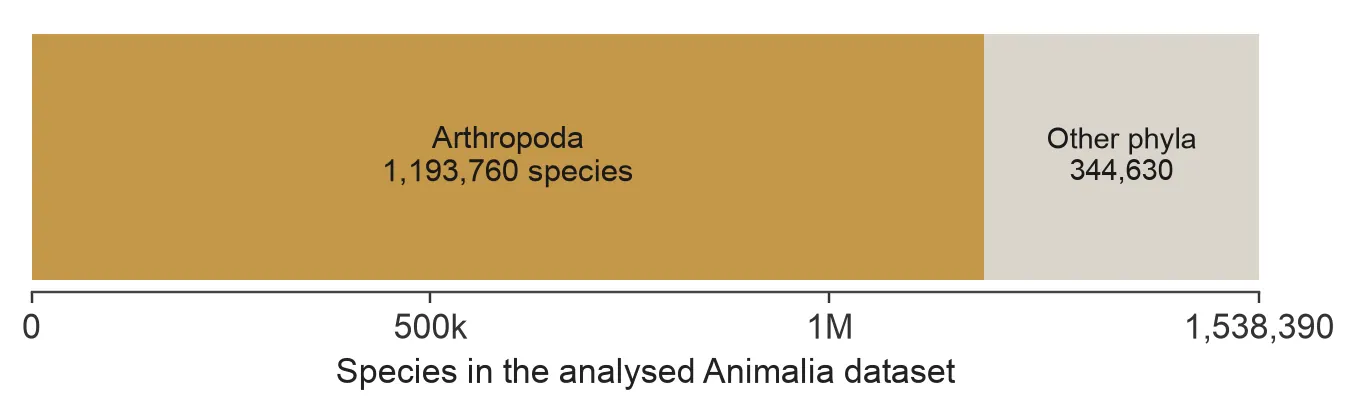 Arthropoda
1,193,760 species
Other phyla
344,630
0
500k
1M
1,538,390
Species in the analysed Animalia dataset